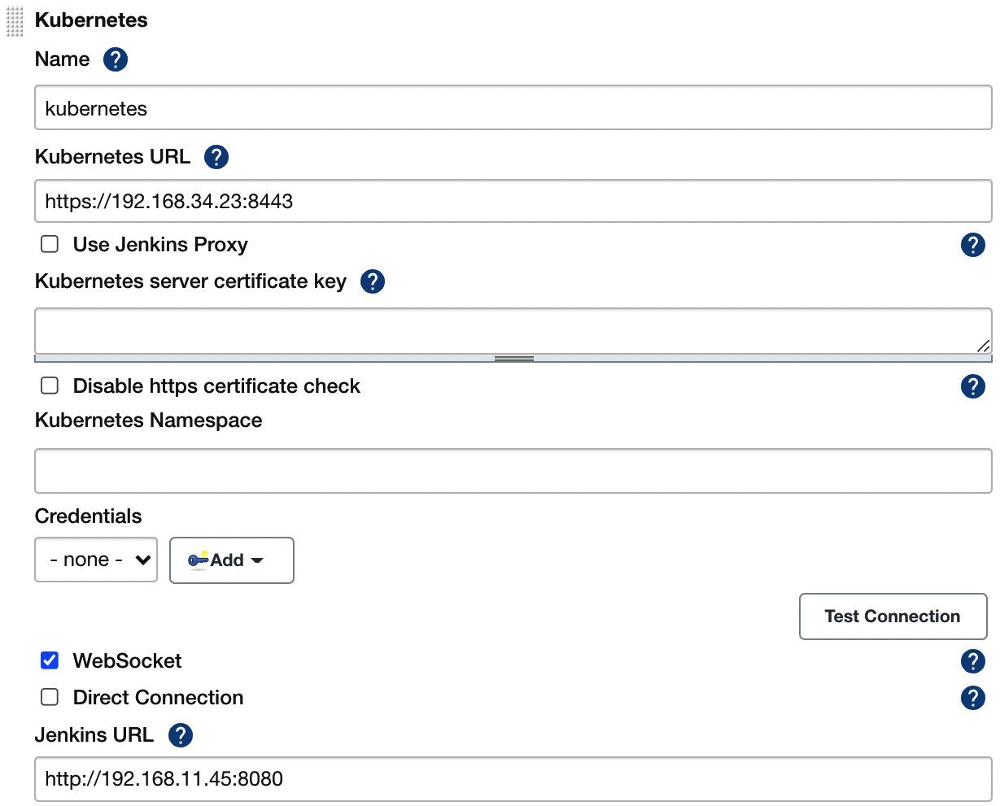 Kubernetes
Name ?
kubernetes
Kubernetes URL ?
https://192.168.34.23:8443
Use Jenkins Proxy ?
Kubernetes server certificate key ?
Disable https certificate check ?
Kubernetes Namespace
Credentials
- none - Add
Test Connection
WebSocket ?
Direct Connection ?
Jenkins URL ?
http://192.168.11.45:8080